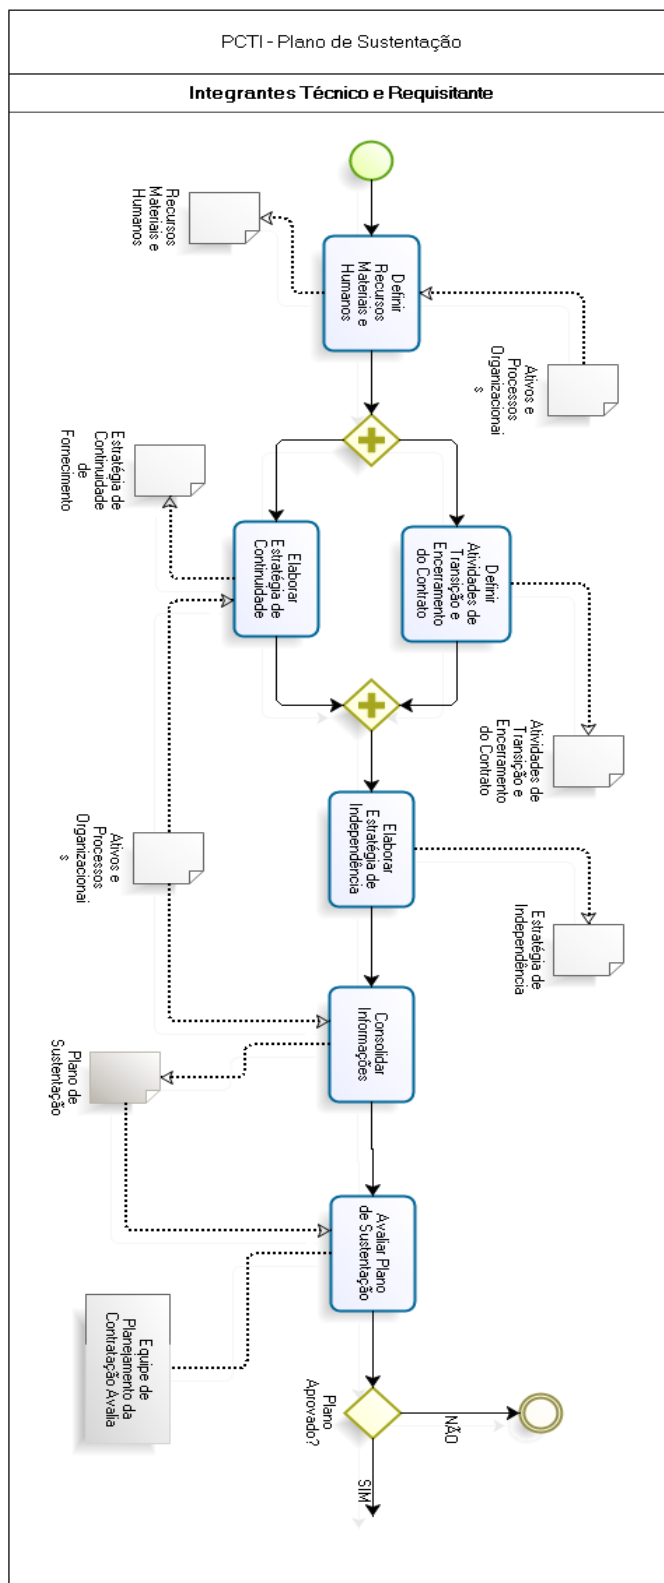 PCTI - Plano de Sustentação
Integrantes Técnico e Requisitante
Recursos
Materiais e
Humanos
Definir
Recursos
Materiais e
Humanos
Ativos e
Processos
Organizacionai
s
Estratégia de
Continuidade
de
Fornecimento
Elaborar
Estratégia de
Continuidade
Definir
Atividades de
Transição e
Encerramento
do Contrato
Atividades de
Transição e
Encerramento
do Contrato
Ativos e
Processos
Organizacionai
s
Elaborar
Estratégia de
Independência
Estratégia de
Independência
Consolidar
Informações
Plano de
Sustentação
Avaliar Plano
de Sustentação
Equipe de
Planejamento da
Contratação Avalia
Plano
Aprovado?
NÃO
SIM